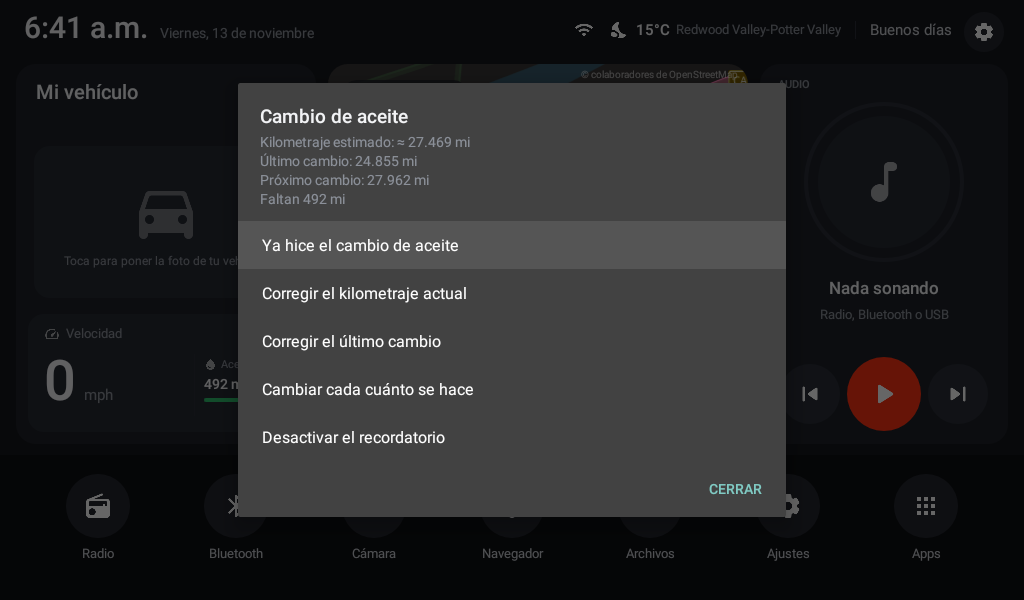 6:41 a.m.
Viernes, 13 de noviembre
15°C
Redwood Valley-Potter Valley
Buenos días
Mi vehículo
© colaboradores de OpenStreetMap
AUDIO
Cambio de aceite
Kilometraje estimado: ≈ 27.469 mi
Último cambio: 24.855 mi
Próximo cambio: 27.962 mi
Faltan 492 mi
Ya hice el cambio de aceite
Corregir el kilometraje actual
Corregir el último cambio
Cambiar cada cuánto se hace
Desactivar el recordatorio
CERRAR
Toca para poner la foto de tu
Velocidad
0 mph
492
Nada sonando
Radio, Bluetooth o USB
Radio
Bluetooth
Cámara
Navegador
Archivos
Ajustes
Apps